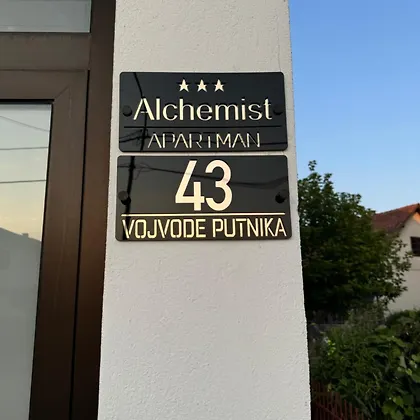 ★★★
Alchemist
APARTMAN
43
VOJVODE PUTNIKA